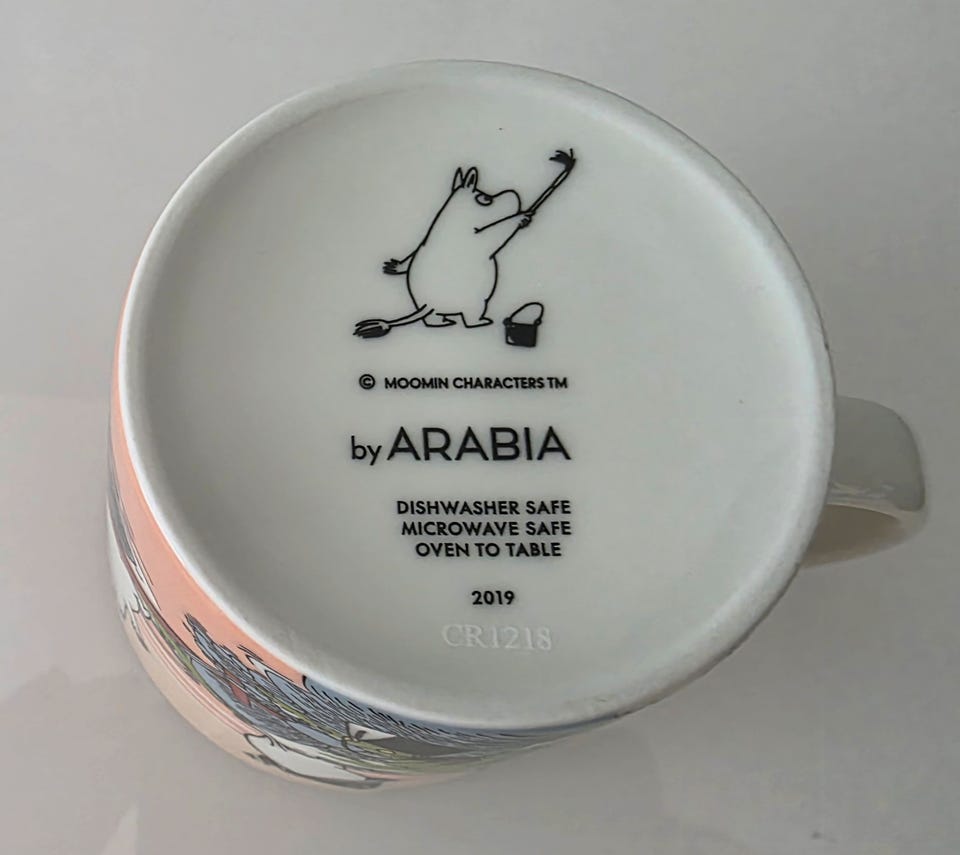 © MOOMIN CHARACTERS TM
by ARABIA
DISHWASHER SAFE
MICROWAVE SAFE
OVEN TO TABLE
2019
CR1218